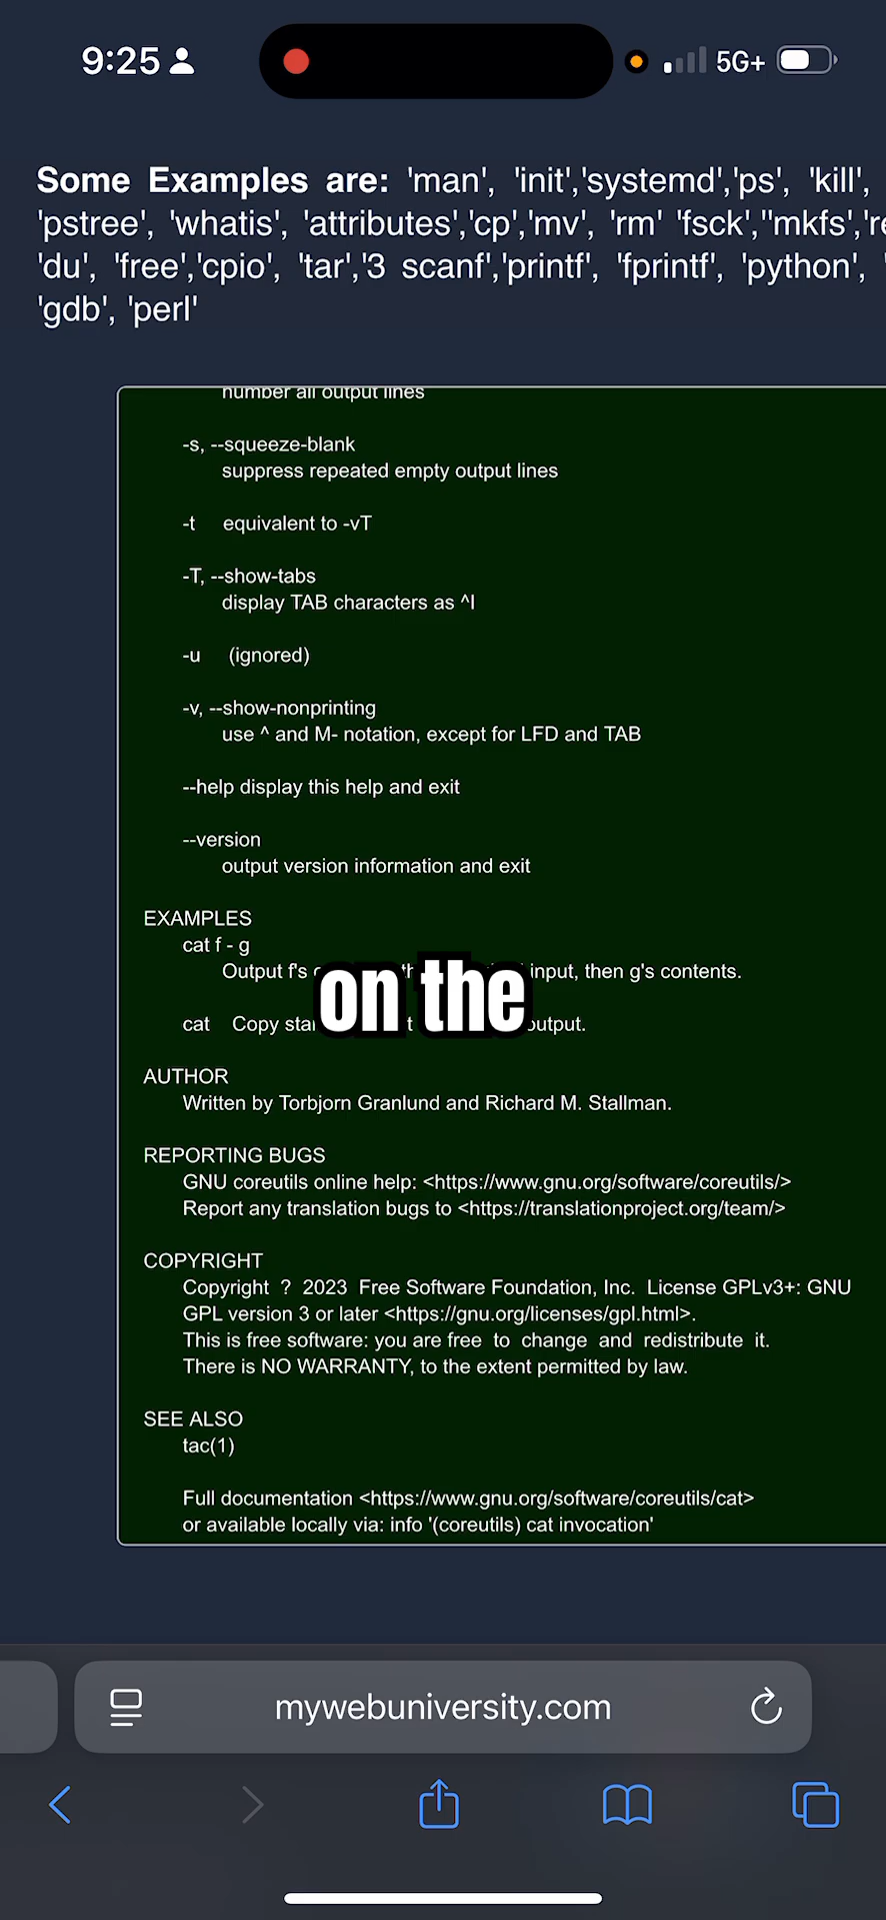 9:25
5G+
Some Examples are: 'man', 'init','systemd','ps', 'kill',
'pstree', 'whatis', 'attributes','cp','mv', 'rm' 'fsck',''mkfs','re
'du', 'free','cpio', 'tar','3 scanf','printf', 'fprintf', 'python', '
'gdb', 'perl'
number all output lines
-s, --squeeze-blank
suppress repeated empty output lines
-t equivalent to -vT
-T, --show-tabs
display TAB characters as ^I
-u (ignored)
-v, --show-nonprinting
use ^ and M- notation, except for LFD and TAB
--help display this help and exit
--version
output version information and exit
EXAMPLES
cat f - g
Output f's input, then g's contents.
on the
cat Copy output.
AUTHOR
Written by Torbjorn Granlund and Richard M. Stallman.
REPORTING BUGS
GNU coreutils online help: <https://www.gnu.org/software/coreutils/>
Report any translation bugs to <https://translationproject.org/team/>
COPYRIGHT
Copyright ? 2023 Free Software Foundation, Inc. License GPLv3+: GNU
GPL version 3 or later <https://gnu.org/licenses/gpl.html>.
This is free software: you are free to change and redistribute it.
There is NO WARRANTY, to the extent permitted by law.
SEE ALSO
tac(1)
Full documentation <https://www.gnu.org/software/coreutils/cat>
or available locally via: info '(coreutils) cat invocation'
mywebuniversity.com